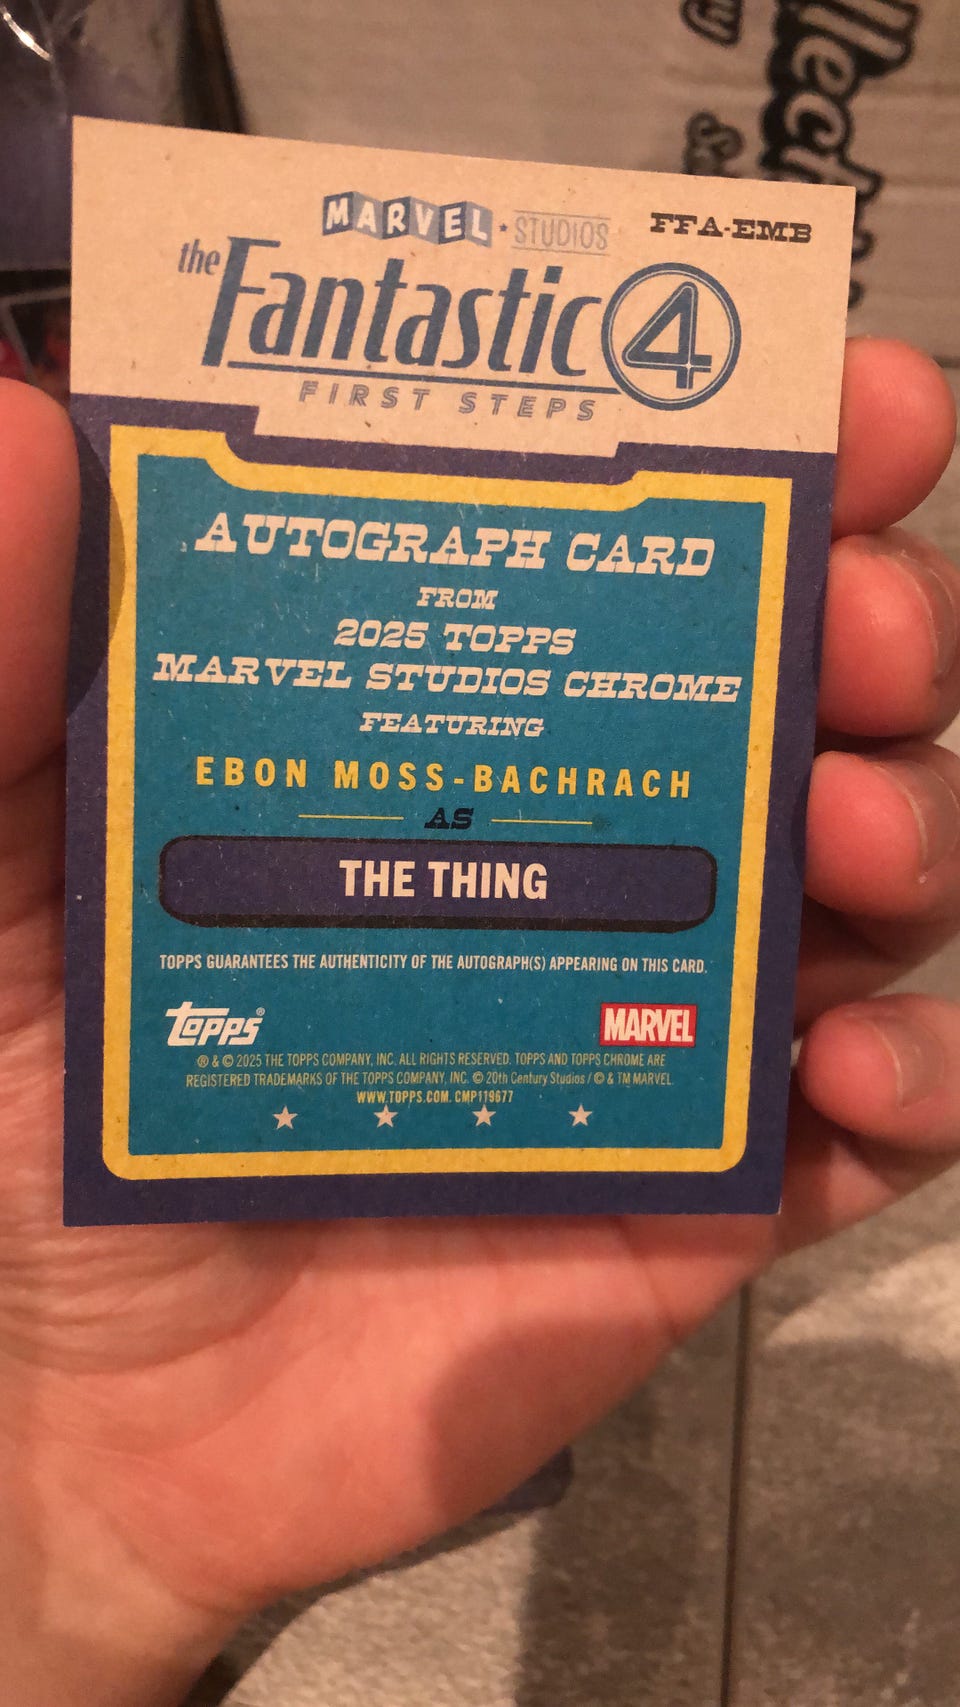 MARVEL · STUDIOS
FFA-EMB
the Fantastic 4
FIRST STEPS
AUTOGRAPH CARD
FROM
2025 TOPPS
MARVEL STUDIOS CHROME
FEATURING
EBON MOSS-BACHRACH
AS
THE THING
TOPPS GUARANTEES THE AUTHENTICITY OF THE AUTOGRAPH(S) APPEARING ON THIS CARD.
topps®
MARVEL
® & © 2025 THE TOPPS COMPANY, INC. ALL RIGHTS RESERVED. TOPPS AND TOPPS CHROME ARE
REGISTERED TRADEMARKS OF THE TOPPS COMPANY, INC. © 20th Century Studios / © & TM MARVEL.
WWW.TOPPS.COM. CMP119677